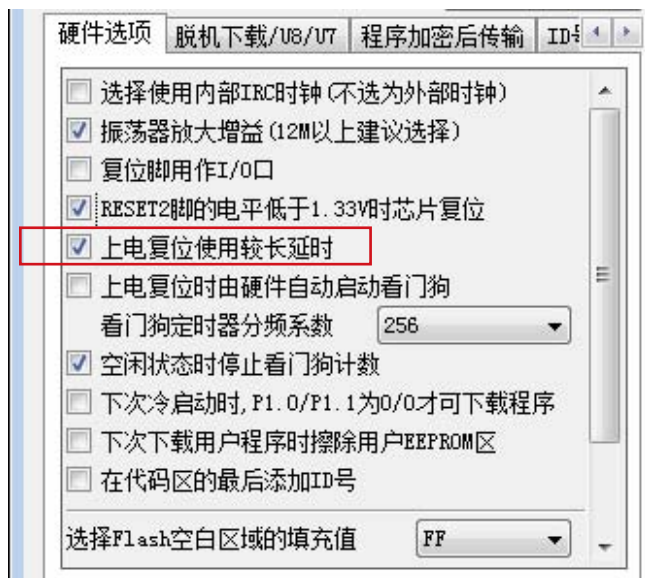 硬件选项 脱机下载/U8/U7 程序加密后传输 ID号
选择使用内部IRC时钟(不选为外部时钟)
振荡器放大增益(12M以上建议选择)
复位脚用作I/O口
RESET2脚的电平低于1.33V时芯片复位
上电复位使用较长延时
上电复位时由硬件自动启动看门狗
看门狗定时器分频系数 256
空闲状态时停止看门狗计数
下次冷启动时,P1.0/P1.1为0/0才可下载程序
下次下载用户程序时擦除用户EEPROM区
在代码区的最后添加ID号
选择Flash空白区域的填充值 FF